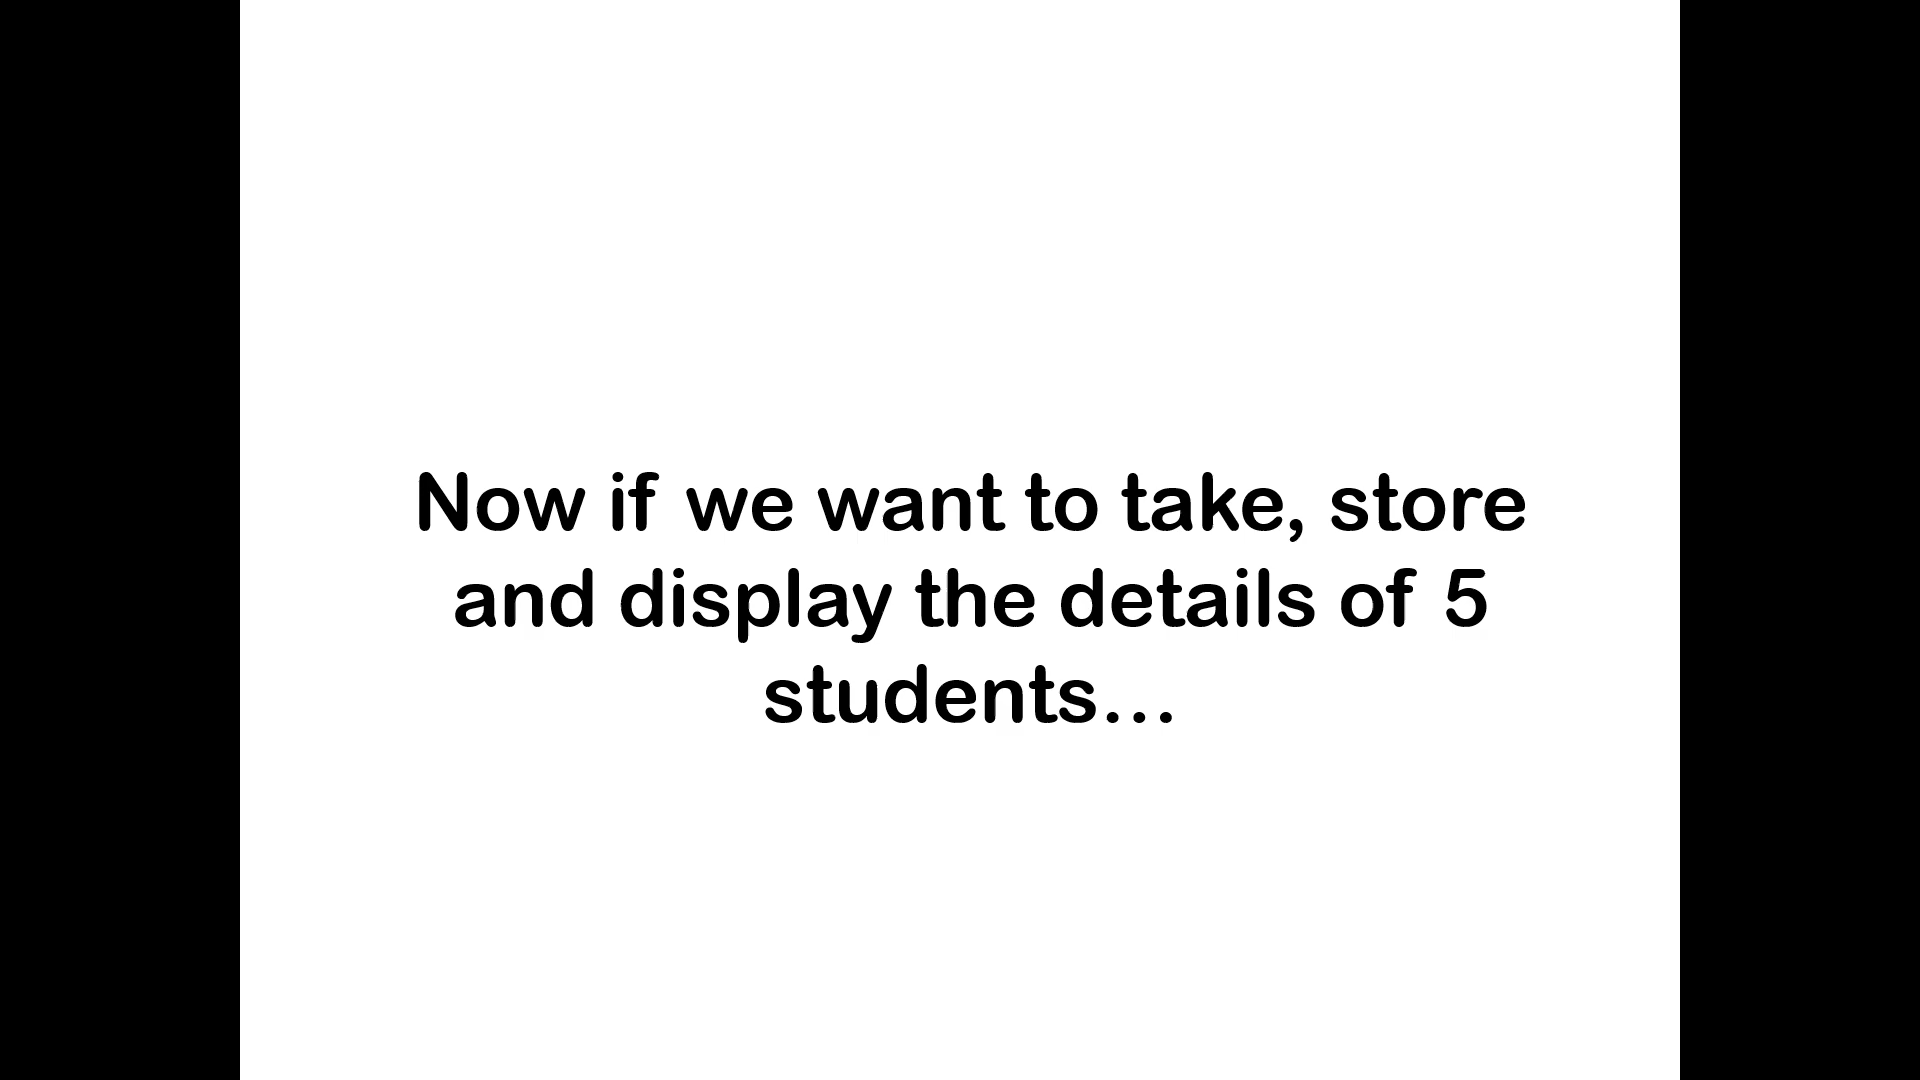 Now if we want to take, store
and display the details of 5
students…